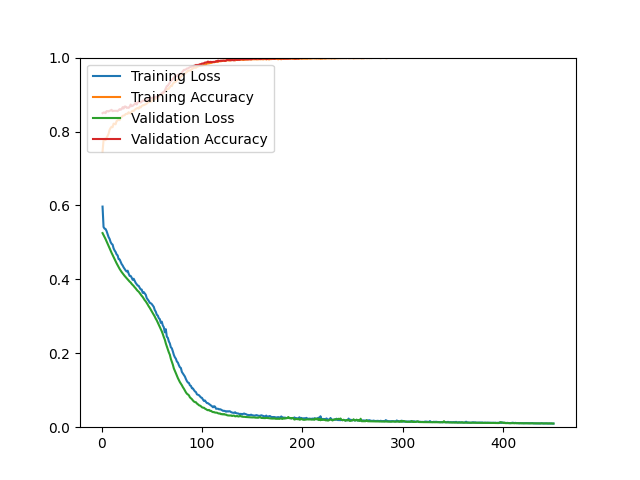 1.0
0.8
0.6
0.4
0.2
0.0
Training Loss
Training Accuracy
Validation Loss
Validation Accuracy
0 100 200 300 400